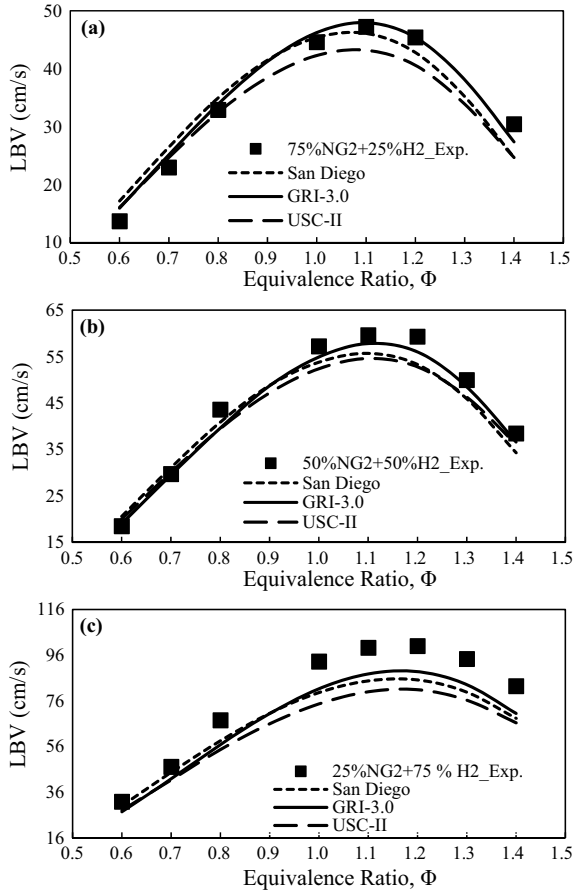 (a)
LBV (cm/s)
50
40
30
20
10
75%NG2+25%H2_Exp.
San Diego
GRI-3.0
USC-II
0.5 0.6 0.7 0.8 0.9 1.0 1.1 1.2 1.3 1.4 1.5
Equivalence Ratio, Φ
(b)
LBV (cm/s)
65
55
45
35
25
15
50%NG2+50%H2_Exp.
San Diego
GRI-3.0
USC-II
0.5 0.6 0.7 0.8 0.9 1.0 1.1 1.2 1.3 1.4 1.5
Equivalence Ratio, Φ
(c)
LBV (cm/s)
116
96
76
56
36
16
25%NG2+75 % H2_Exp.
San Diego
GRI-3.0
USC-II
0.5 0.6 0.7 0.8 0.9 1.0 1.1 1.2 1.3 1.4 1.5
Equivalence Ratio, Φ